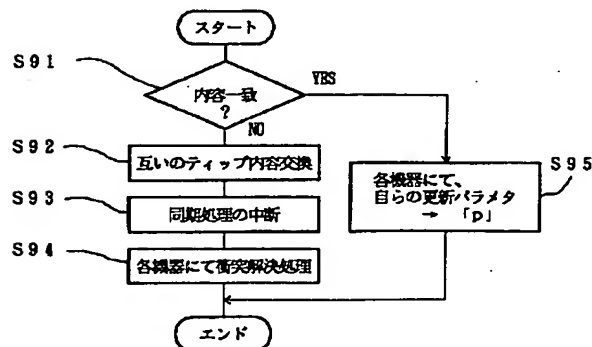 スタート
S91
内容一致
?
YES
NO
S92
互いのティップ内容交換
S93
同期処理の中断
S94
各機器にて衝突解決処理
S95
各機器にて、
自らの更新パラメタ
→ 「p」
エンド